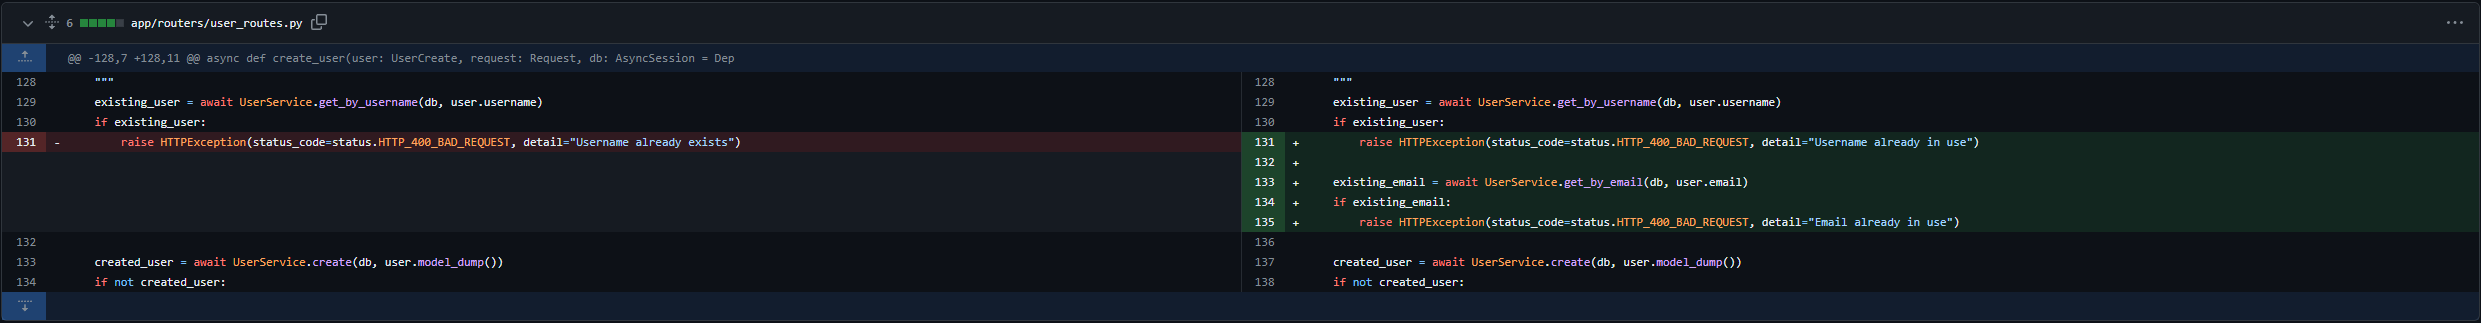 6 app/routers/user_routes.py
@@ -128,7 +128,11 @@ async def create_user(user: UserCreate, request: Request, db: AsyncSession = Dep
128 """
129 existing_user = await UserService.get_by_username(db, user.username)
130 if existing_user:
131 - raise HTTPException(status_code=status.HTTP_400_BAD_REQUEST, detail="Username already exists")
132
133 created_user = await UserService.create(db, user.model_dump())
134 if not created_user:
128 """
129 existing_user = await UserService.get_by_username(db, user.username)
130 if existing_user:
131 + raise HTTPException(status_code=status.HTTP_400_BAD_REQUEST, detail="Username already in use")
132 +
133 + existing_email = await UserService.get_by_email(db, user.email)
134 + if existing_email:
135 + raise HTTPException(status_code=status.HTTP_400_BAD_REQUEST, detail="Email already in use")
136
137 created_user = await UserService.create(db, user.model_dump())
138 if not created_user: